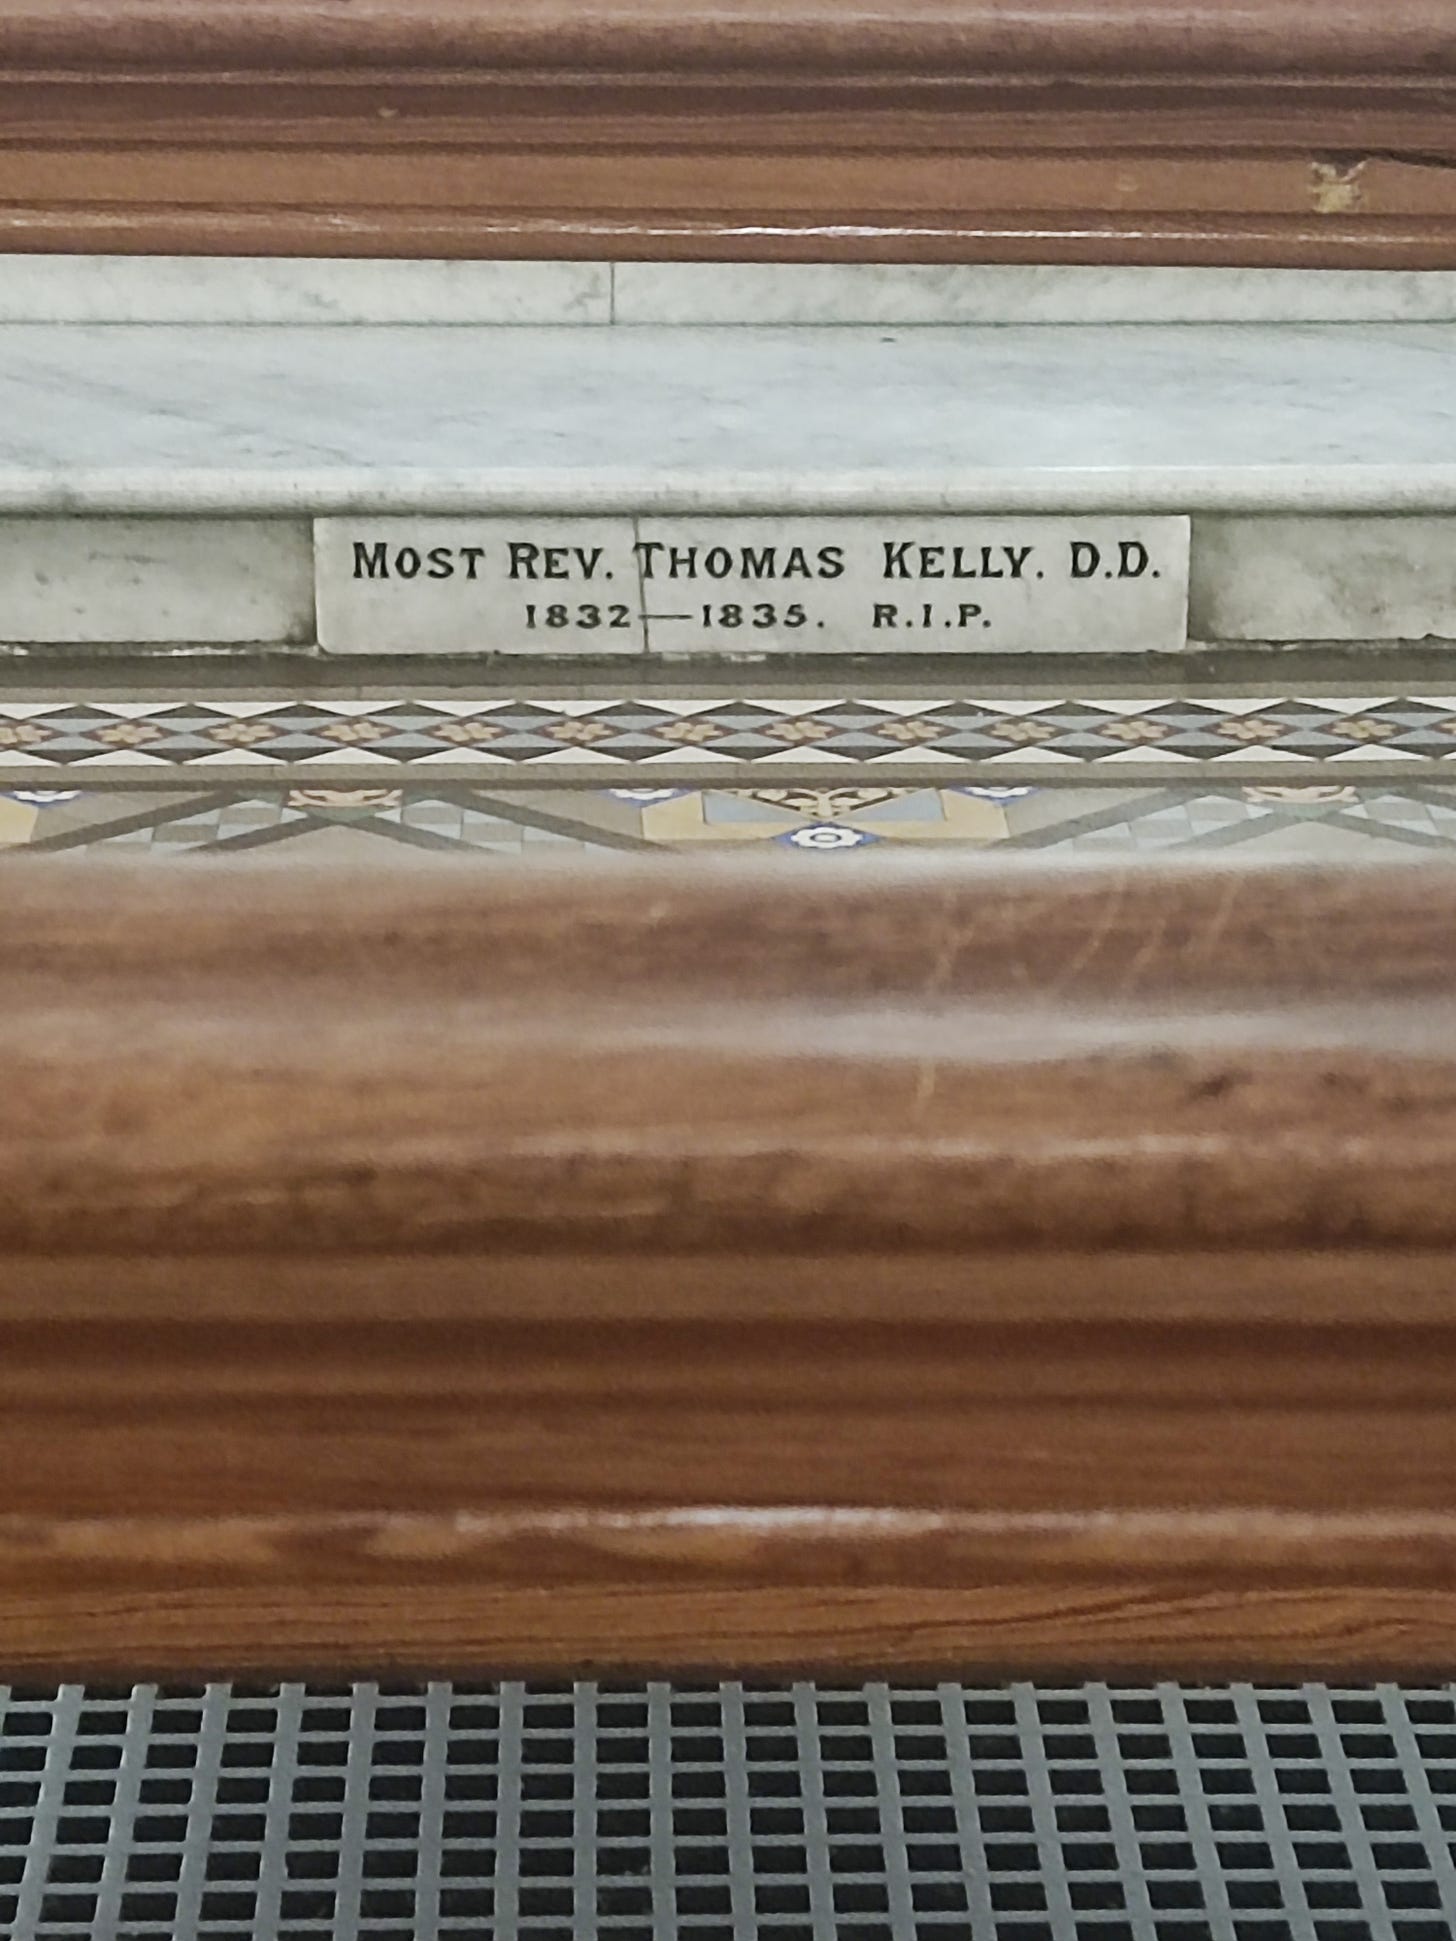 MOST REV. THOMAS KELLY. D.D.
1832—1835. R.I.P.